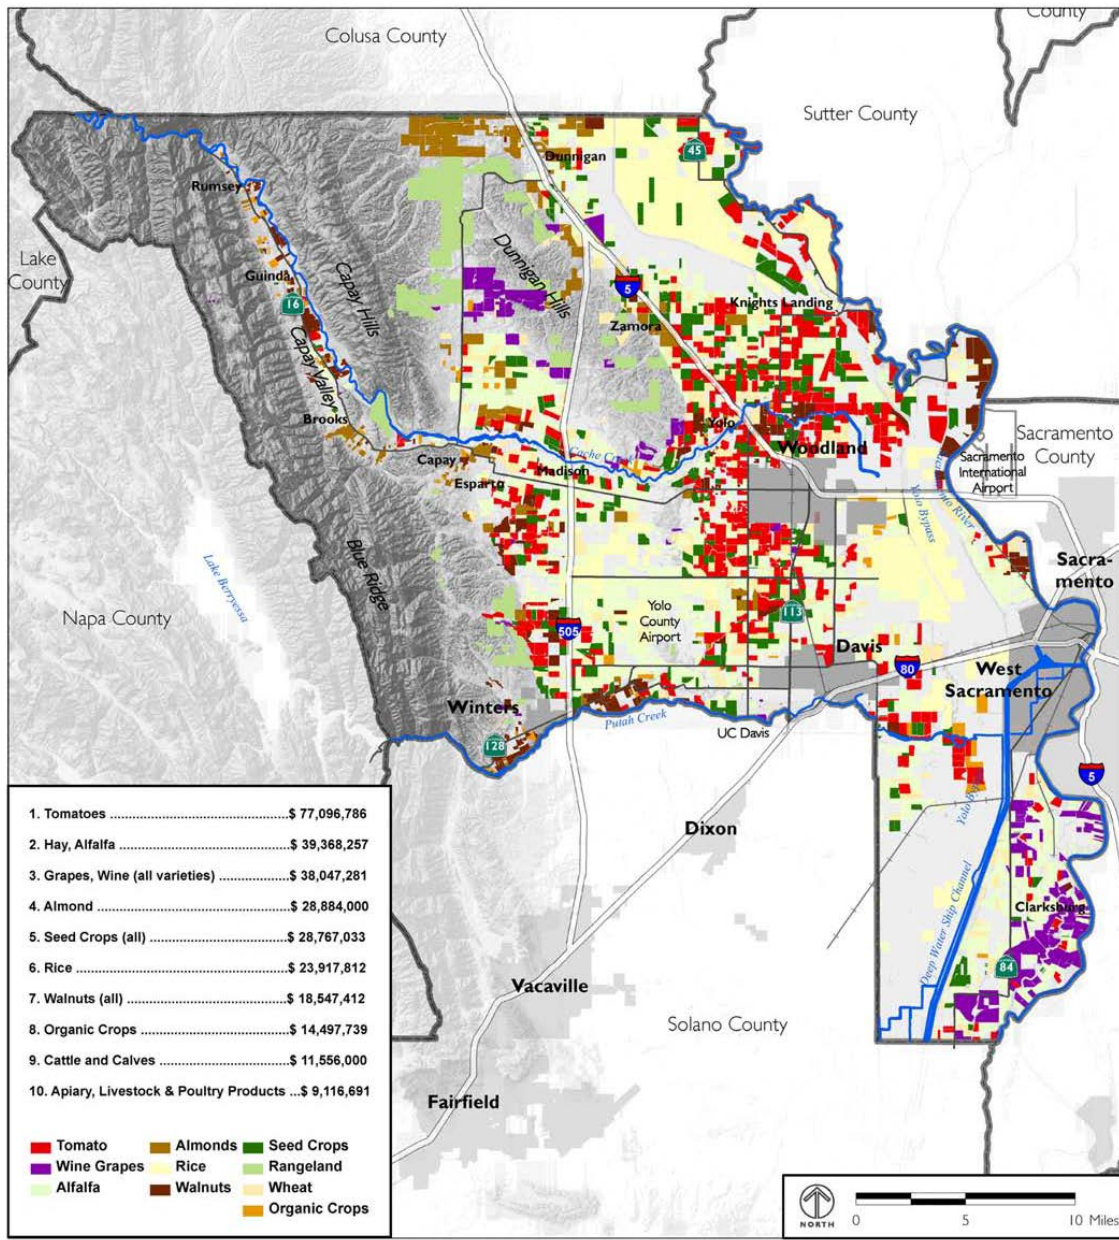 Colusa County
County
Sutter County
45
Dunnigan
Rumsey
Lake
County
Guinda
16
Capay Hills
Dunnigan Hills
5
Knights Landing
Zamora
Capay Valley
Brooks
Yolo
Woodland
Cache Creek
Capay
Madison
Esparto
Sacramento
County
Sacramento
International
Airport
Yolo Bypass
Blue Ridge
Lake Berryessa
Napa County
Sacra-
mento
Yolo
County
Airport
505
113
Davis
80
West
Sacramento
Winters
Putah Creek
UC Davis
128
5
Dixon
Deep Water Ship Channel
Clarksburg
84
Vacaville
Solano County
Fairfield
1. Tomatoes ..................................$ 77,096,786
2. Hay, Alfalfa ................................$ 39,368,257
3. Grapes, Wine (all varieties) .............$ 38,047,281
4. Almond .......................................$ 28,884,000
5. Seed Crops (all) ..........................$ 28,767,033
6. Rice ............................................$ 23,917,812
7. Walnuts (all) ...............................$ 18,547,412
8. Organic Crops .............................$ 14,497,739
9. Cattle and Calves ........................$ 11,556,000
10. Apiary, Livestock & Poultry Products ...$ 9,116,691
Tomato Almonds Seed Crops
Wine Grapes Rice Rangeland
Alfalfa Walnuts Wheat
Organic Crops
NORTH
0 5 10 Miles